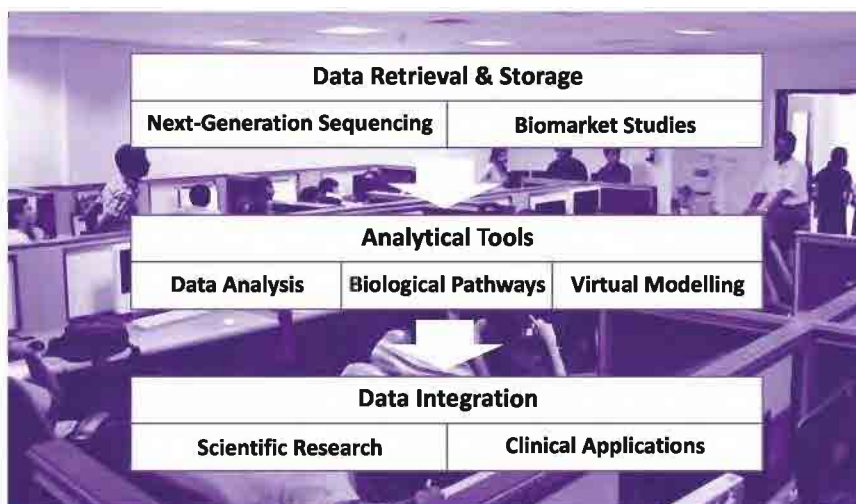 Data Retrieval & Storage
Next-Generation Sequencing
Biomarket Studies
Analytical Tools
Data Analysis
Biological Pathways
Virtual Modelling
Data Integration
Scientific Research
Clinical Applications